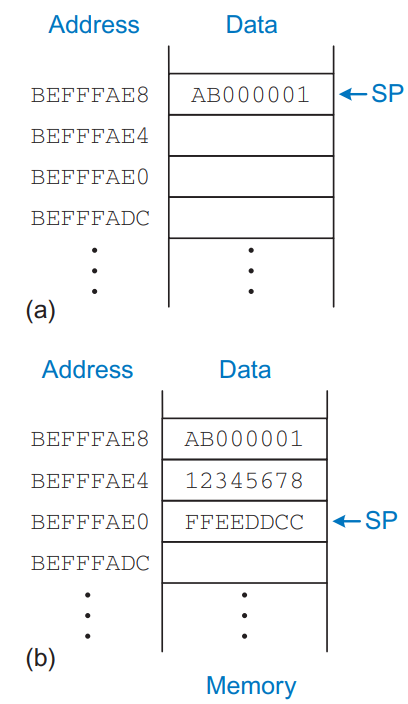 Address Data
BEFFFAE8 AB000001 SP
BEFFFAE4
BEFFFAE0
BEFFFADC
(a)
Address Data
BEFFFAE8 AB000001
BEFFFAE4 12345678
BEFFFAE0 FFEEDDCC SP
BEFFFADC
(b)
Memory